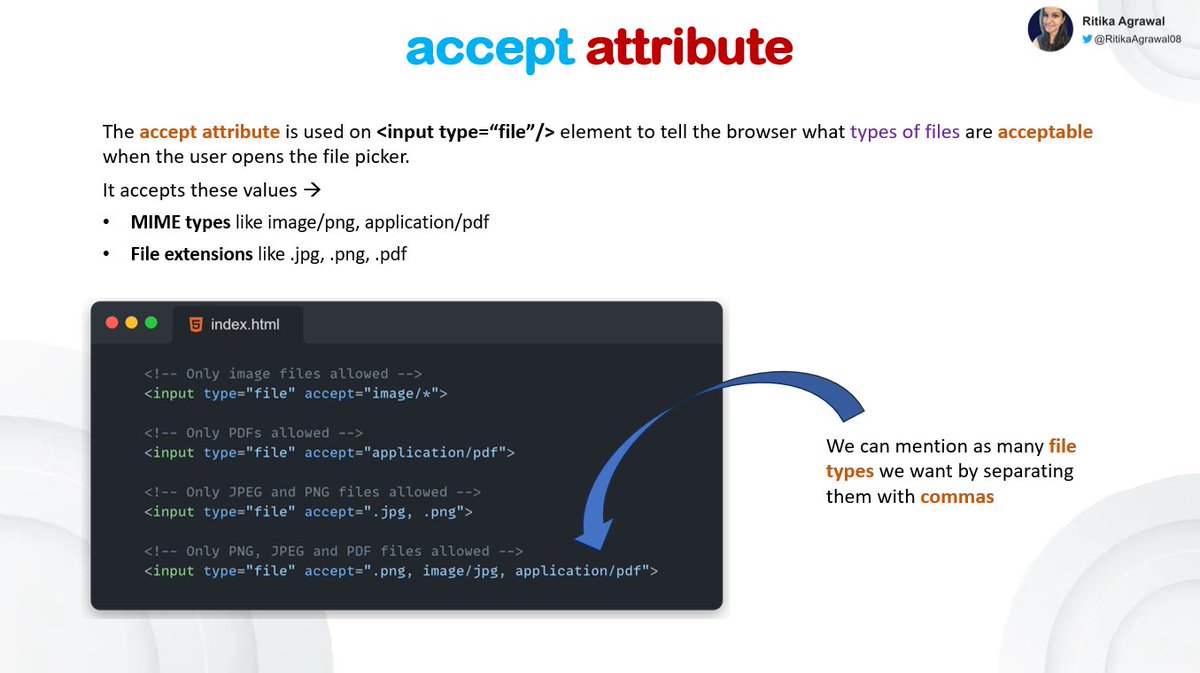 accept attribute
Ritika Agrawal
@RitikaAgrawal08
The accept attribute is used on <input type=“file”/> element to tell the browser what types of files are acceptable
when the user opens the file picker.
It accepts these values →
• MIME types like image/png, application/pdf
• File extensions like .jpg, .png, .pdf
index.html
<!-- Only image files allowed -->
<input type="file" accept="image/*">
<!-- Only PDFs allowed -->
<input type="file" accept="application/pdf">
<!-- Only JPEG and PNG files allowed -->
<input type="file" accept=".jpg, .png">
<!-- Only PNG, JPEG and PDF files allowed -->
<input type="file" accept=".png, image/jpg, application/pdf">
We can mention as many file
types we want by separating
them with commas